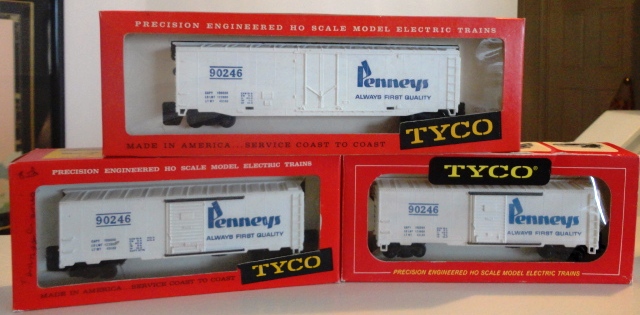 PRECISION ENGINEERED HO SCALE MODEL ELECTRIC TRAINS
90246
Penneys
ALWAYS FIRST QUALITY
TYCO
MADE IN AMERICA...SERVICE COAST TO COAST
PRECISION ENGINEERED HO SCALE MODEL ELECTRIC TRAINS
90246
Penneys
ALWAYS FIRST QUALITY
TYCO
MADE IN AMERICA...SERVICE COAST TO COAST
TYCO®
90246
Penneys
ALWAYS FIRST QUALITY
PRECISION ENGINEERED HO SCALE MODEL ELECTRIC TRAINS